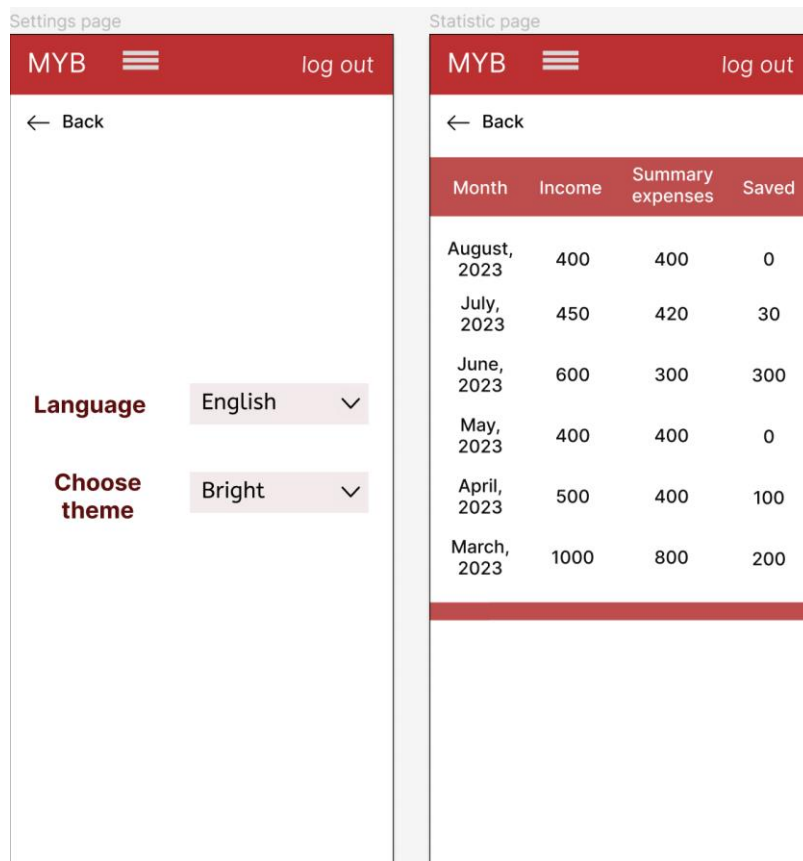 Settings page
MYB
log out
← Back
Language
English
Choose
theme
Bright
Statistic page
MYB
log out
← Back
Month Income Summary expenses Saved
August, 2023 400 400 0
July, 2023 450 420 30
June, 2023 600 300 300
May, 2023 400 400 0
April, 2023 500 400 100
March, 2023 1000 800 200